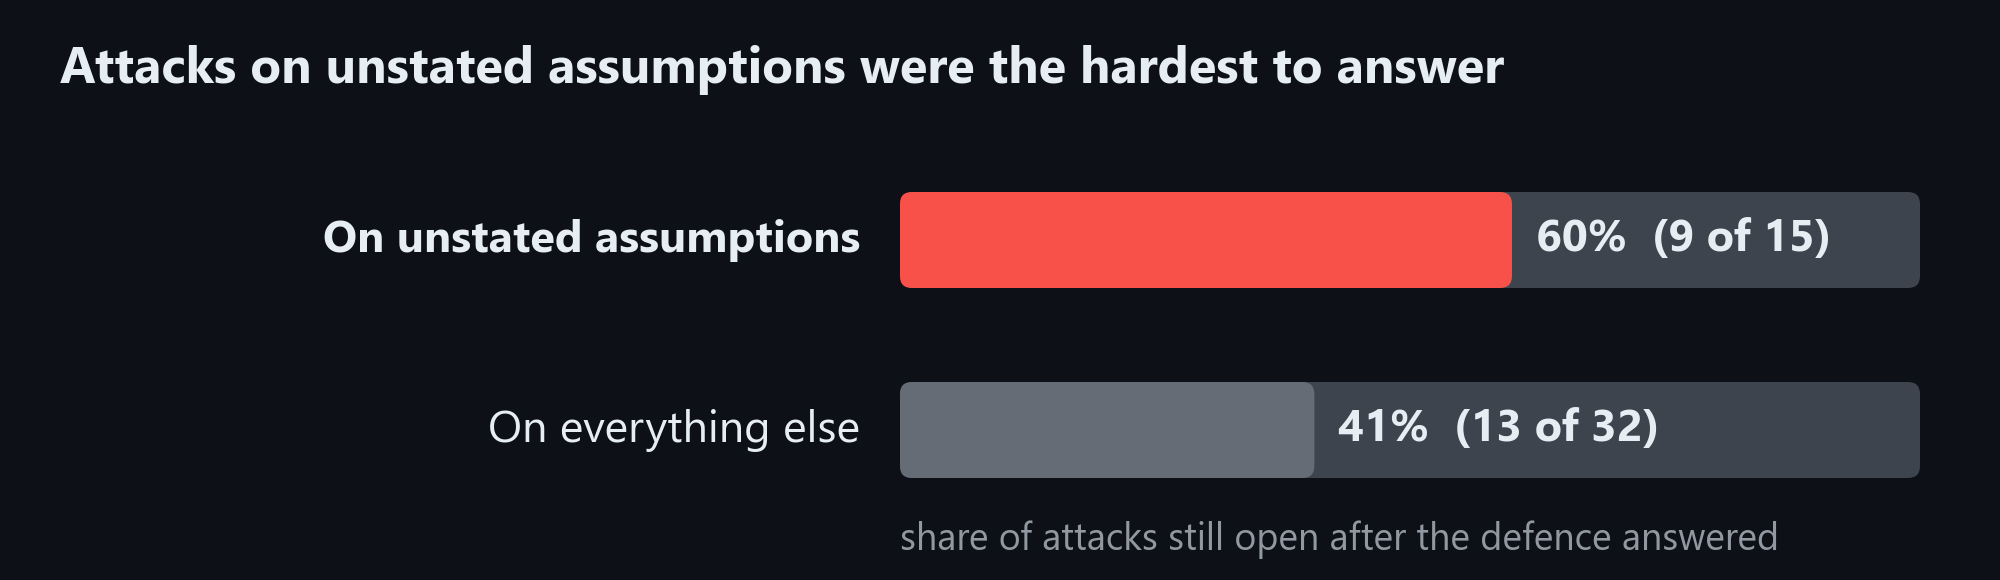 Attacks on unstated assumptions were the hardest to answer
On unstated assumptions
60% (9 of 15)
On everything else
41% (13 of 32)
share of attacks still open after the defence answered